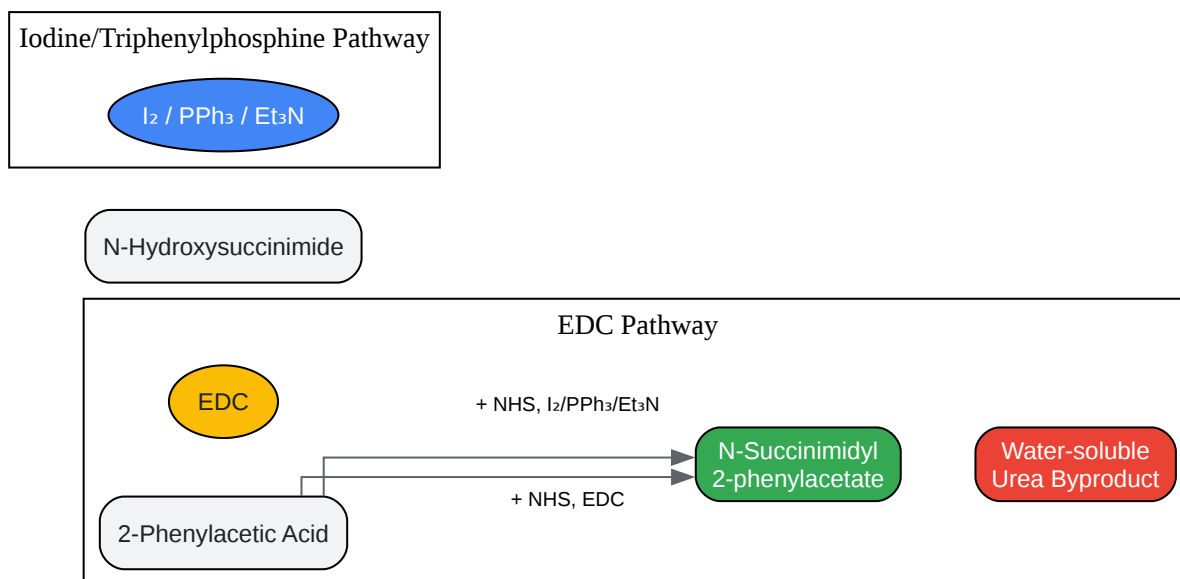 Iodine/Triphenylphosphine Pathway
I₂ / PPh₃ / Et₃N
N-Hydroxysuccinimide
EDC Pathway
EDC
+ NHS, I₂/PPh₃/Et₃N
N-Succinimidyl
2-phenylacetate
Water-soluble
Urea Byproduct
+ NHS, EDC
2-Phenylacetic Acid